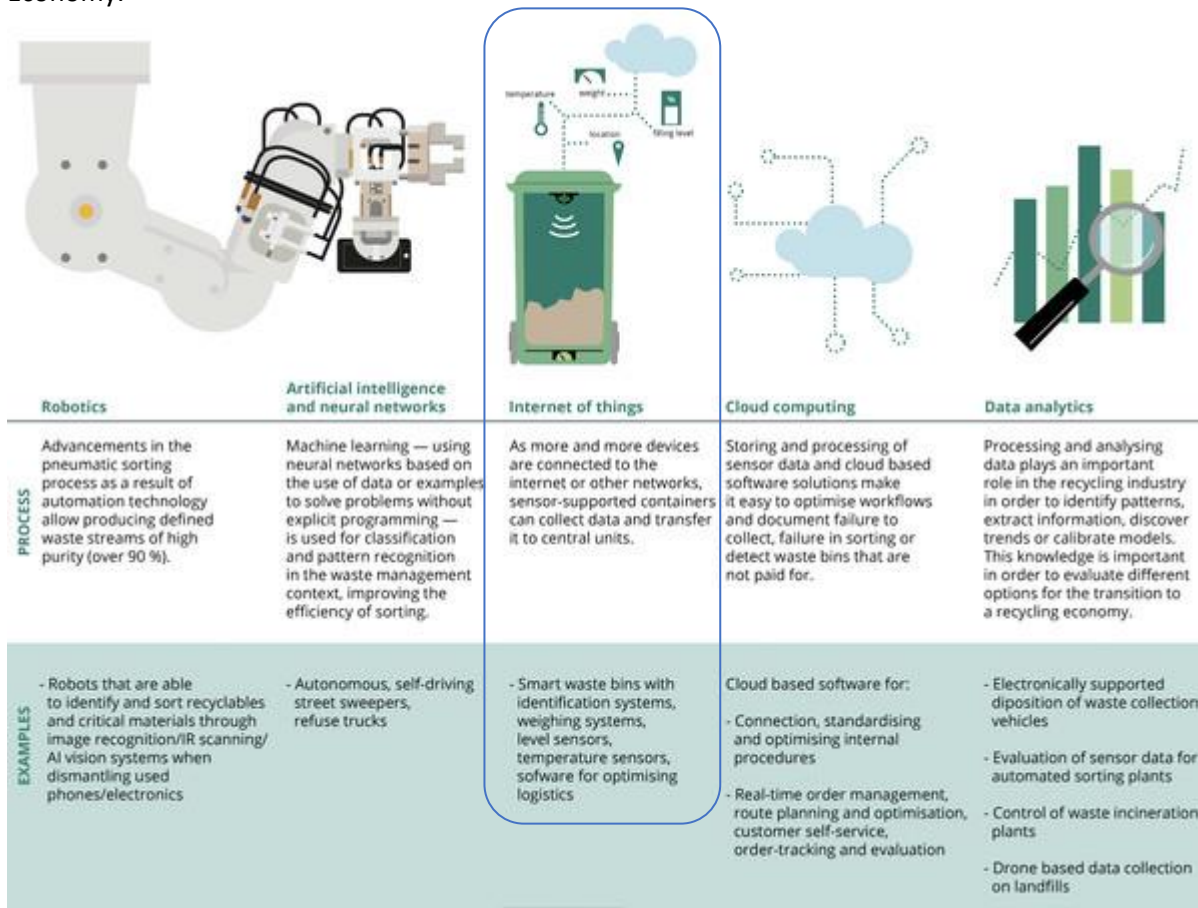 Economy.
temperature
weight
location
filling level
Robotics
Artificial intelligence
and neural networks
Internet of things
Cloud computing
Data analytics
PROCESS
Advancements in the
pneumatic sorting
process as a result of
automation technology
allow producing defined
waste streams of high
purity (over 90 %).
Machine learning — using
neural networks based on
the use of data or examples
to solve problems without
explicit programming —
is used for classification
and pattern recognition
in the waste management
context, improving the
efficiency of sorting.
As more and more devices
are connected to the
internet or other networks,
sensor-supported containers
can collect data and transfer
it to central units.
Storing and processing of
sensor data and cloud based
software solutions make
it easy to optimise workflows
and document failure to
collect, failure in sorting or
detect waste bins that are
not paid for.
Processing and analysing
data plays an important
role in the recycling industry
in order to identify patterns,
extract information, discover
trends or calibrate models.
This knowledge is important
in order to evaluate different
options for the transition to
a recycling economy.
EXAMPLES
- Robots that are able
to identify and sort recyclables
and critical materials through
image recognition/IR scanning/
AI vision systems when
dismantling used
phones/electronics
- Autonomous, self-driving
street sweepers,
refuse trucks
- Smart waste bins with
identification systems,
weighing systems,
level sensors,
temperature sensors,
sofware for optimising
logistics
Cloud based software for:
- Connection, standardising
and optimising internal
procedures
- Real-time order management,
route planning and optimisation,
customer self-service,
order-tracking and evaluation
- Electronically supported
diposition of waste collection
vehicles
- Evaluation of sensor data for
automated sorting plants
- Control of waste incineration
plants
- Drone based data collection
on landfills